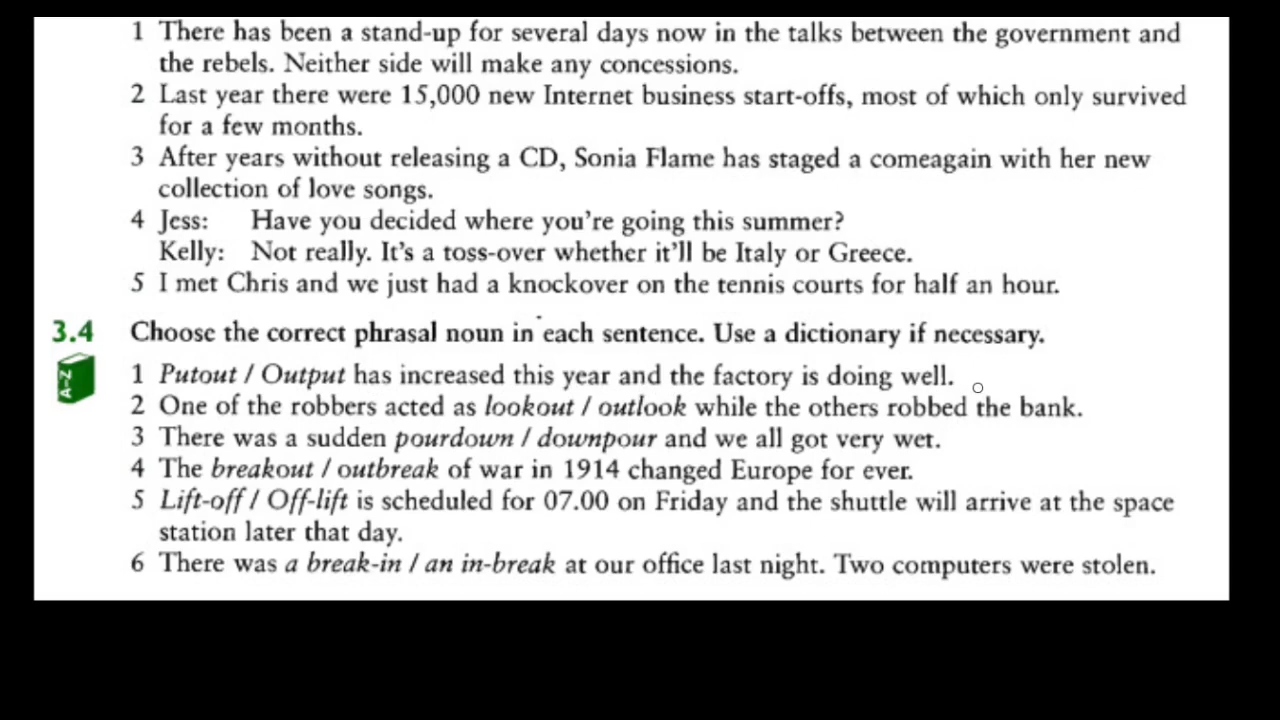 1 There has been a stand-up for several days now in the talks between the government and
the rebels. Neither side will make any concessions.
2 Last year there were 15,000 new Internet business start-offs, most of which only survived
for a few months.
3 After years without releasing a CD, Sonia Flame has staged a comeagain with her new
collection of love songs.
4 Jess: Have you decided where you're going this summer?
Kelly: Not really. It's a toss-over whether it'll be Italy or Greece.
5 I met Chris and we just had a knockover on the tennis courts for half an hour.
3.4 Choose the correct phrasal noun in each sentence. Use a dictionary if necessary.
A-Z
1 Putout / Output has increased this year and the factory is doing well.
2 One of the robbers acted as lookout / outlook while the others robbed the bank.
3 There was a sudden pourdown / downpour and we all got very wet.
4 The breakout / outbreak of war in 1914 changed Europe for ever.
5 Lift-off / Off-lift is scheduled for 07.00 on Friday and the shuttle will arrive at the space
station later that day.
6 There was a break-in / an in-break at our office last night. Two computers were stolen.